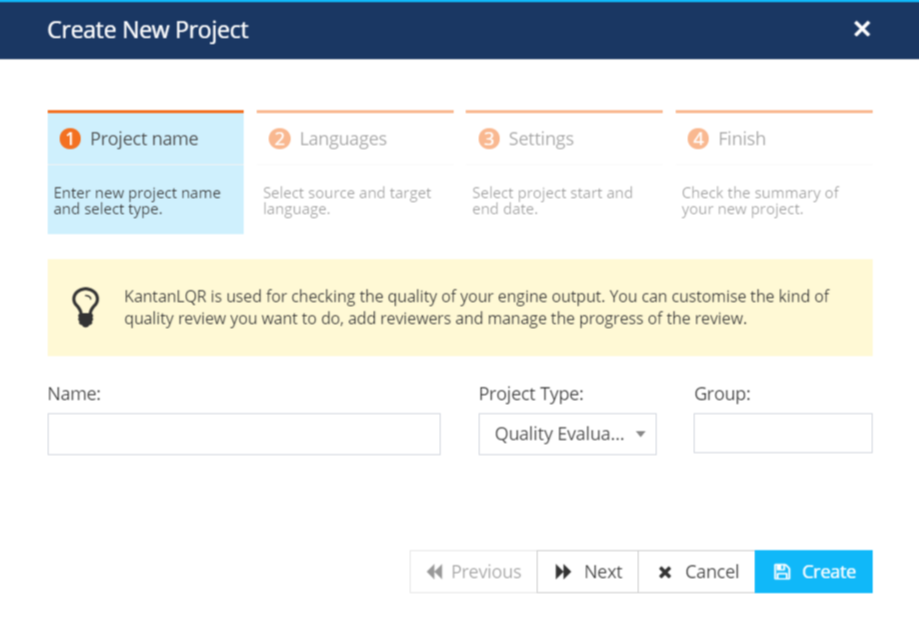 Create New Project
1 Project name
2 Languages
3 Settings
4 Finish
Enter new project name
and select type.
Select source and target
language.
Select project start and
end date.
Check the summary of
your new project.
KantanLQR is used for checking the quality of your engine output. You can customise the kind of
quality review you want to do, add reviewers and manage the progress of the review.
Name:
Project Type:
Group:
Quality Evalua...
Previous
Next
Cancel
Create